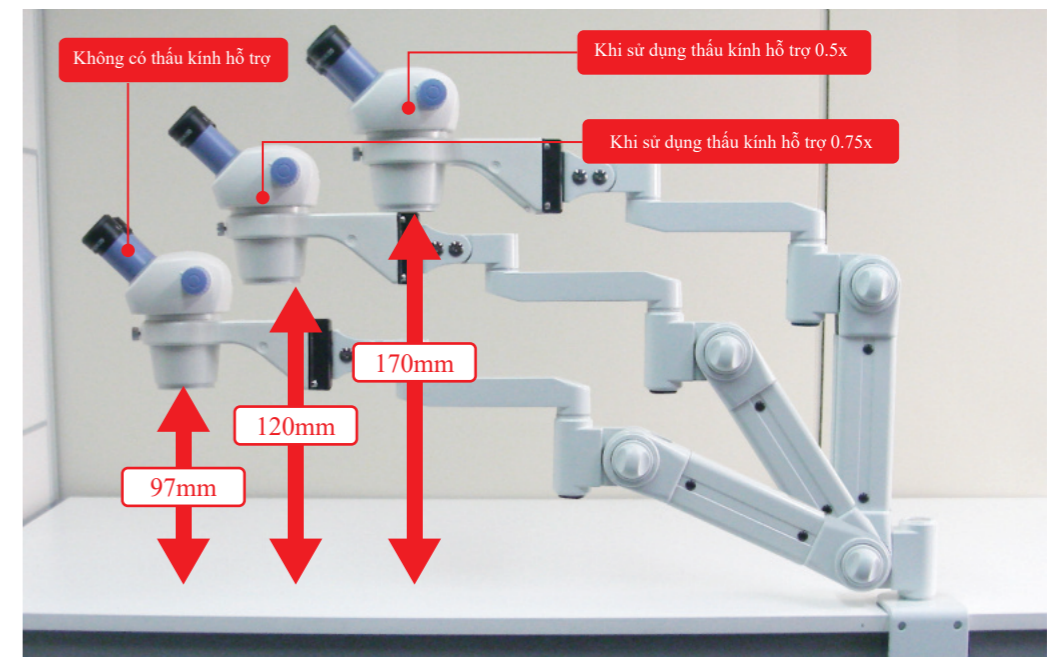 Không có thấu kính hỗ trợ
Khi sử dụng thấu kính hỗ trợ 0.5x
Khi sử dụng thấu kính hỗ trợ 0.75x
170mm
120mm
97mm